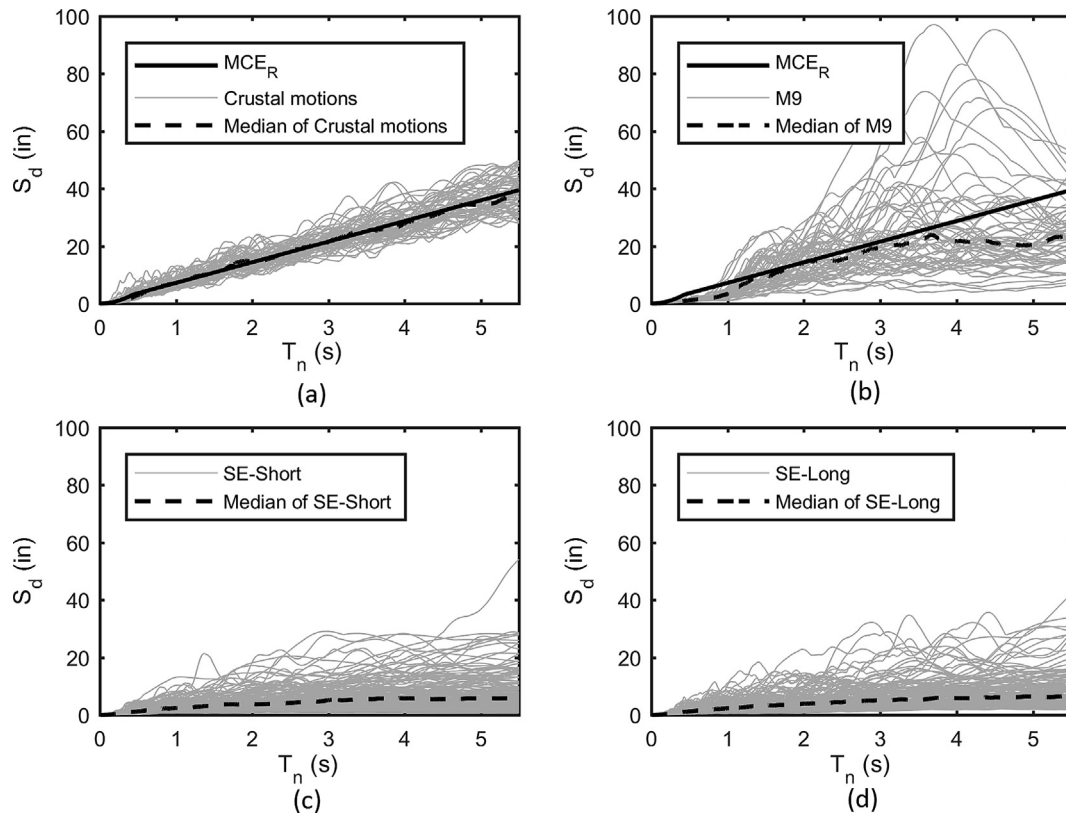 100
80
60
40
20
0
S_d (in)
MCE_R
Crustal motions
Median of Crustal motions
0 1 2 3 4 5
T_n (s)
(a)
100
80
60
40
20
0
S_d (in)
MCE_R
M9
Median of M9
0 1 2 3 4 5
T_n (s)
(b)
100
80
60
40
20
0
S_d (in)
SE-Short
Median of SE-Short
0 1 2 3 4 5
T_n (s)
(c)
100
80
60
40
20
0
S_d (in)
SE-Long
Median of SE-Long
0 1 2 3 4 5
T_n (s)
(d)